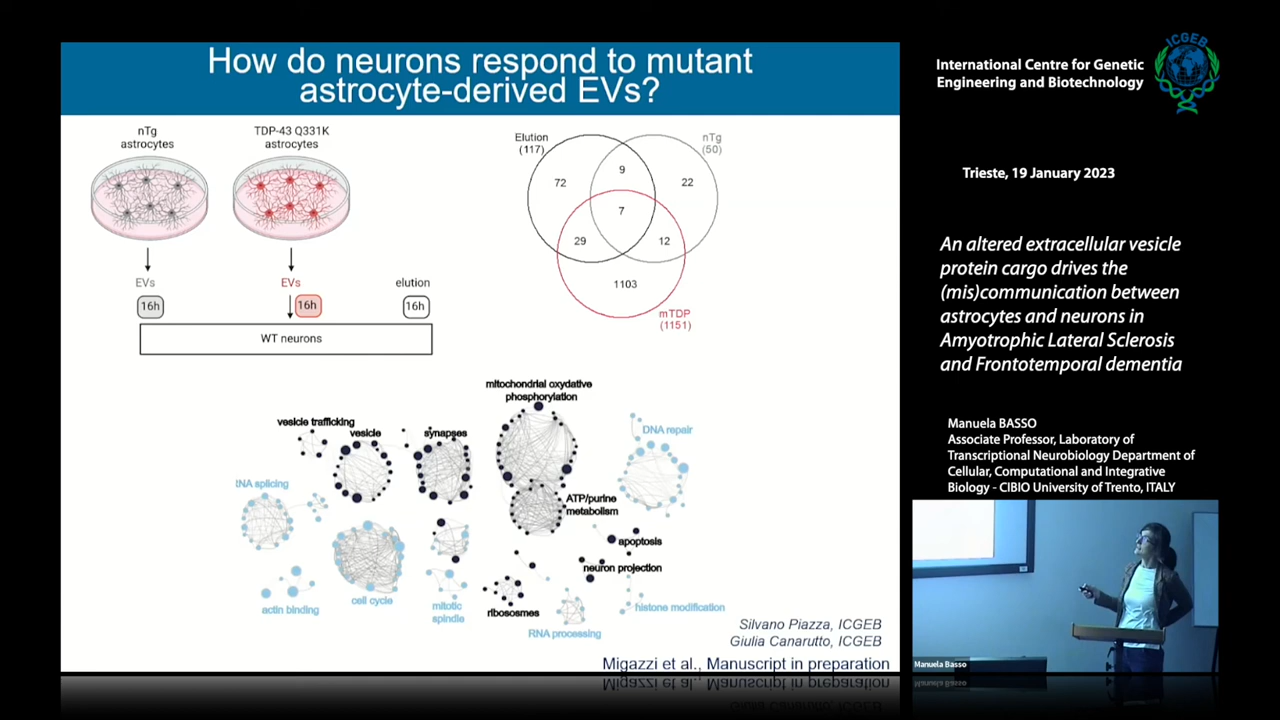 How do neurons respond to mutant
astrocyte-derived EVs?
nTg
astrocytes
TDP-43 Q331K
astrocytes
EVs
EVs
elution
16h
16h
16h
WT neurons
Elution
(117)
nTg
(50)
9
72
22
7
29
12
1103
mTDP
(1151)
mitochondrial oxydative
phosphorylation
vesicle trafficking
vesicle
synapses
DNA repair
RNA splicing
ATP/purine
metabolism
apoptosis
neuron projection
actin binding
cell cycle
mitotic
spindle
ribososmes
histone modification
RNA processing
Silvano Piazza, ICGEB
Giulia Canarutto, ICGEB
Migazzi et al., Manuscript in preparation
International Centre for Genetic
Engineering and Biotechnology
ICGEB
Trieste, 19 January 2023
An altered extracellular vesicle
protein cargo drives the
(mis)communication between
astrocytes and neurons in
Amyotrophic Lateral Sclerosis
and Frontotemporal dementia
Manuela BASSO
Associate Professor, Laboratory of
Transcriptional Neurobiology Department of
Cellular, Computational and Integrative
Biology - CIBIO University of Trento, ITALY
Manuela Basso